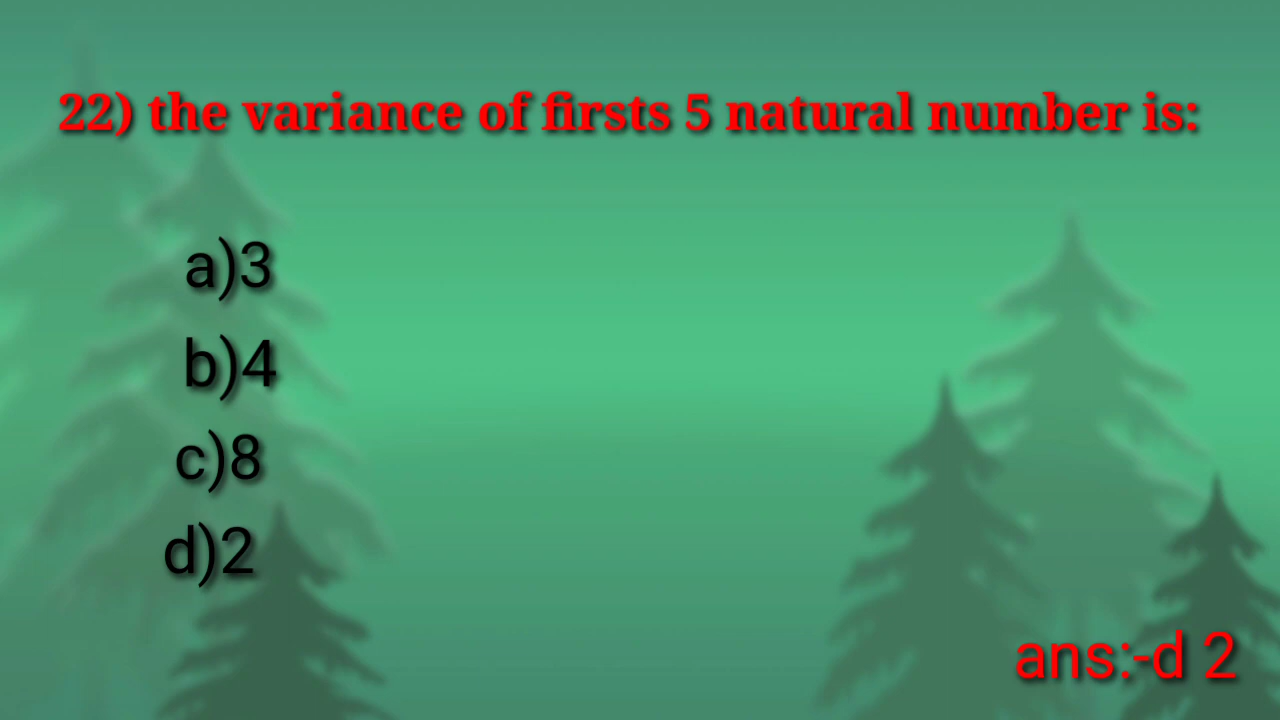 22) the variance of firsts 5 natural number is:
a)3
b)4
c)8
d)2
ans:-d 2